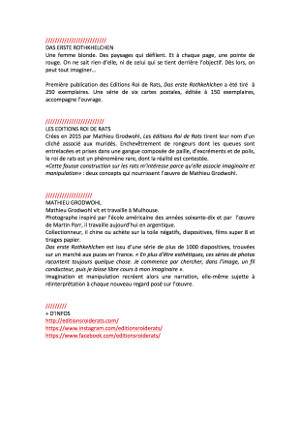 //////////////////////////
DAS ERSTE ROTHKHELCHEN
Une femme blonde. Des paysages qui défilent. Et à chaque page, une pointe de
rouge. On ne sait rien d'elle, ni de celui qui se tient derrière l'objectif. Dès lors, on
peut tout imaginer...
Première publication des Editions Roi de Rats, Das erste Rothkehlchen a été tiré à
250 exemplaires. Une série de six cartes postales, éditée à 150 exemplaires,
accompagne l'ouvrage.
/////////////////////////
LES EDITIONS ROI DE RATS
Crées en 2015 par Mathieu Grodwohl, Les éditions Roi de Rats tirent leur nom d'un
cliché associé aux muridés. Enchevêtrement de rongeurs dont les queues sont
entrelacées et prises dans une gangue composée de paille, d'excréments et de poils,
le roi de rats est un phénomène rare, dont la réalité est contestée.
«Cette fausse construction sur les rats m'intéresse parce qu'elle associe imaginaire et
manipulation» : deux concepts qui nourrissent l'œuvre de Mathieu Grodwohl.
////////////////////
MATHIEU GRODWOHL
Mathieu Grodwohl vit et travaille à Mulhouse.
Photographe inspiré par l'école américaine des années soixante-dix et par l'œuvre
de Martin Parr, il travaille aujourd'hui en argentique.
Collectionneur, il chine ou achète sur la toile négatifs, diapositives, films super 8 et
tirages papier.
Das erste Rothkehlchen est issu d'une série de plus de 1000 diapositives, trouvées
sur un marché aux puces en France. « En plus d'être esthétiques, ces séries de photos
racontent toujours quelque chose. Je commence par chercher, dans l'image, un fil
conducteur, puis je laisse libre cours à mon imaginaire ».
Imagination et manipulation recréent alors une narration, elle-même sujette à
réinterprétation à chaque nouveau regard posé sur l'œuvre.
/////////
+ D'INFOS
http://editionsroiderats.com/
https://www.instagram.com/editionsroiderats/
https://www.facebook.com/editionsroiderats/